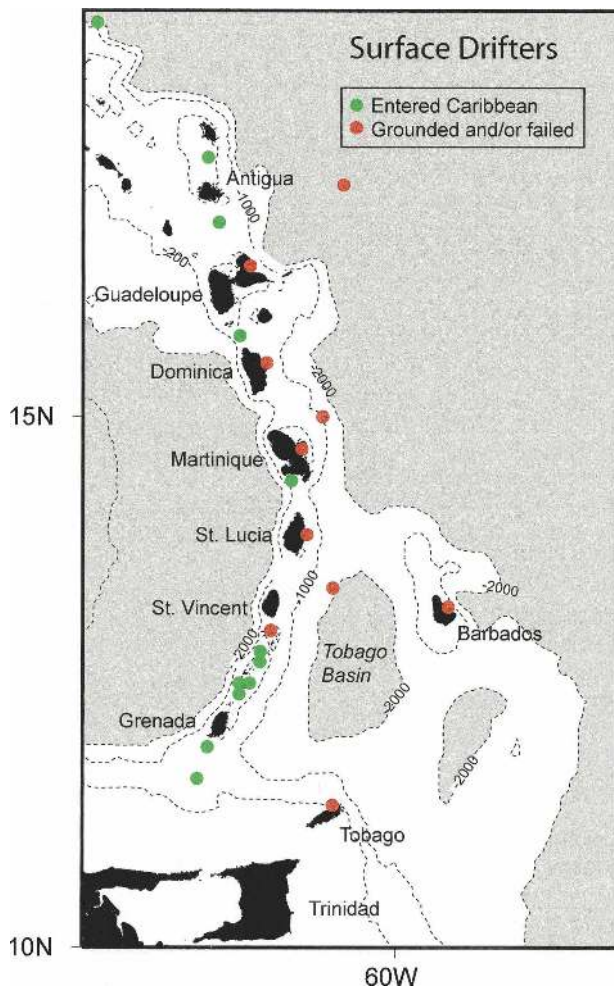 Surface Drifters
Entered Caribbean
Grounded and/or failed
Antigua
-1000
-200
Guadeloupe
Dominica
-2000
15N
Martinique
St. Lucia
1000
-2000
St. Vincent
2000
Barbados
Tobago
Basin
-2000
Grenada
2000
Tobago
Trinidad
10N
60W